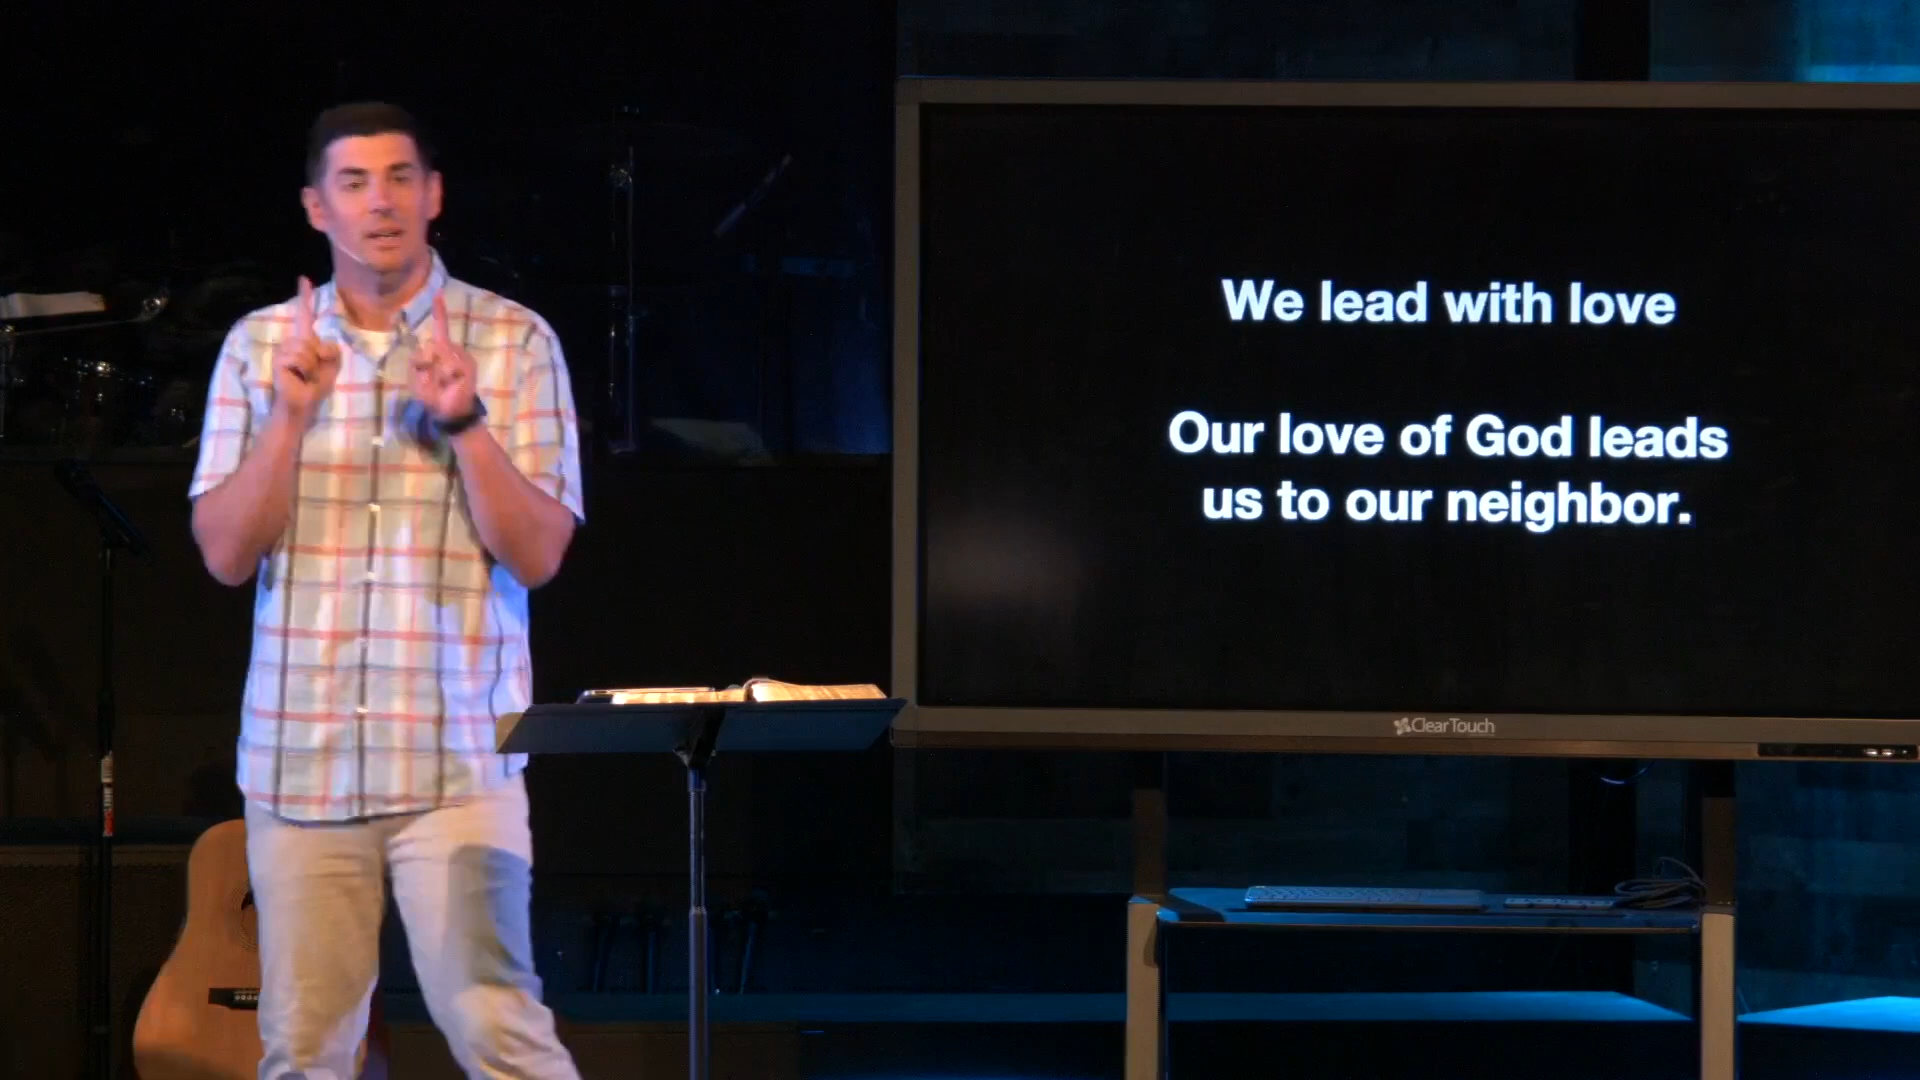 We lead with love
Our love of God leads
us to our neighbor.
ClearTouch